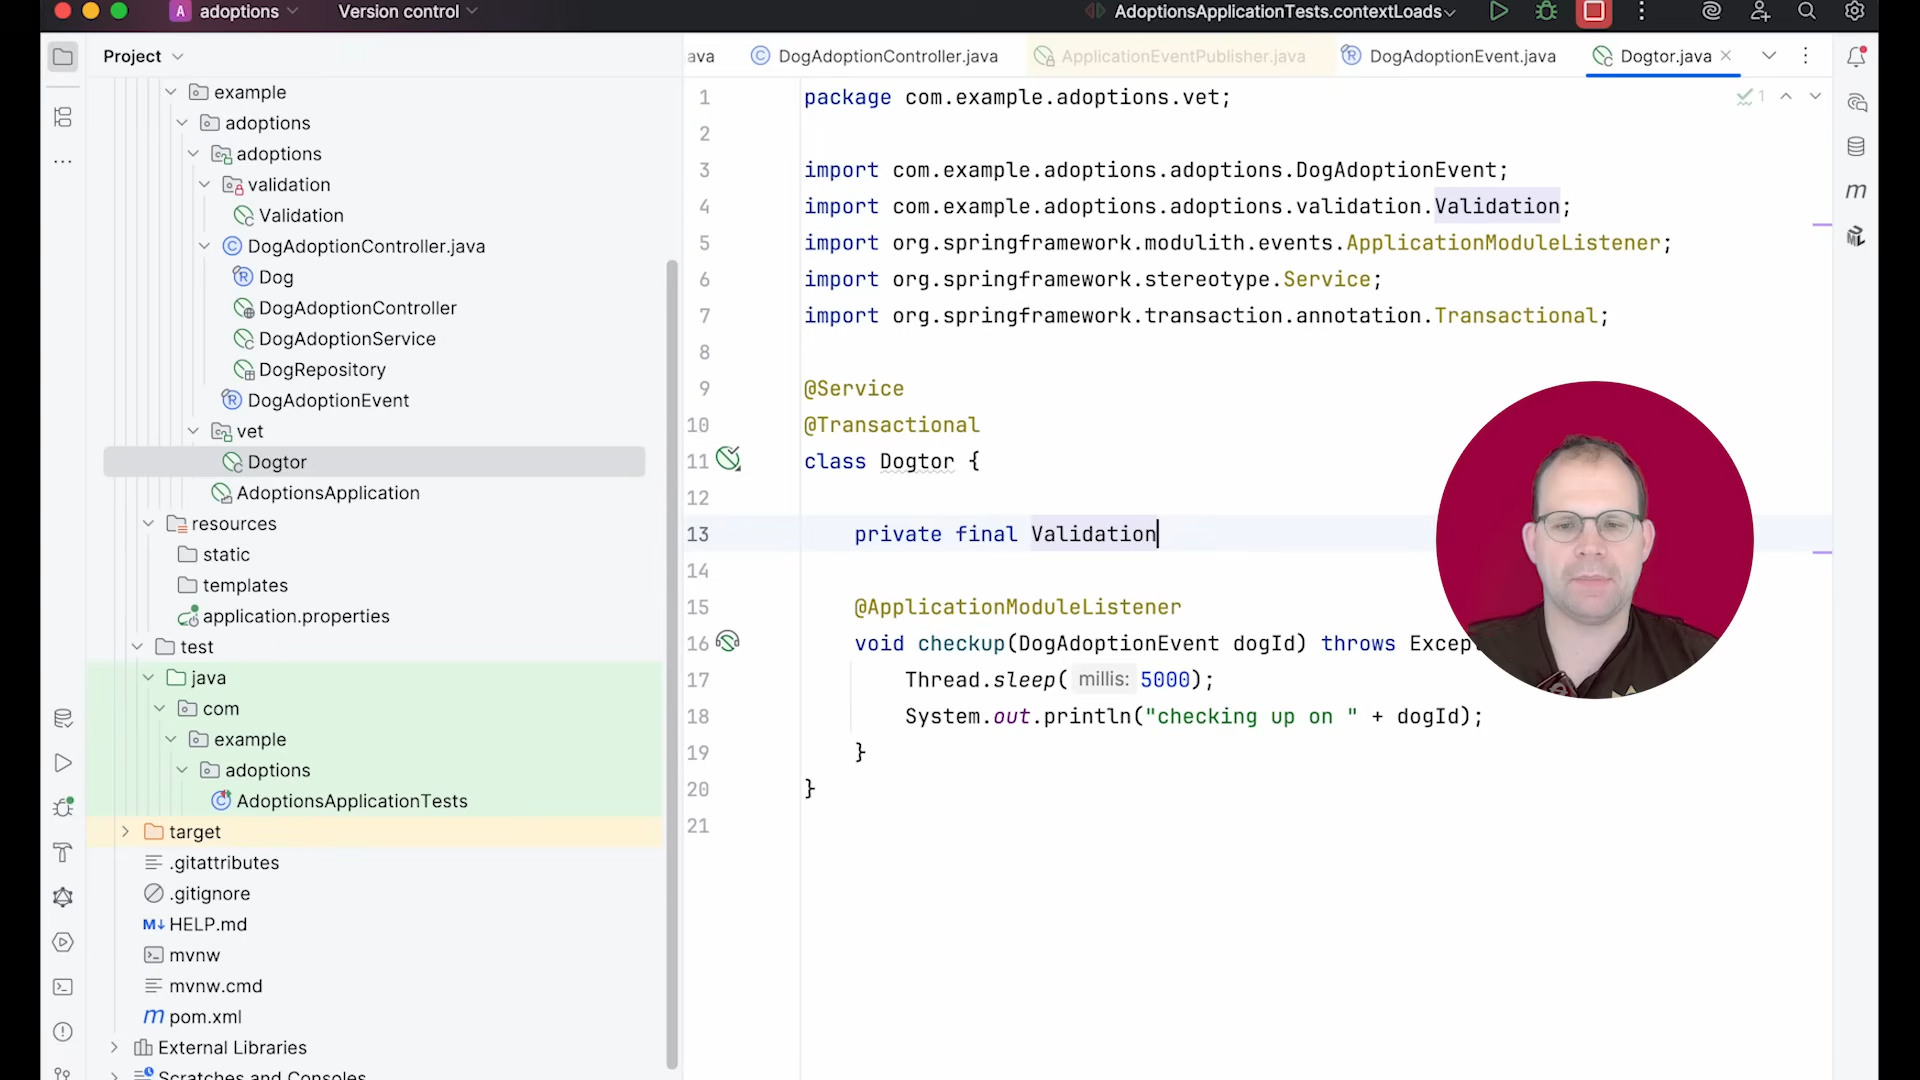 A adoptions Version control AdoptionsApplicationTests.contextLoads
Project
ava DogAdoptionController.java ApplicationEventPublisher.java DogAdoptionEvent.java Dogtor.java
example
adoptions
adoptions
validation
Validation
DogAdoptionController.java
Dog
DogAdoptionController
DogAdoptionService
DogRepository
DogAdoptionEvent
vet
Dogtor
AdoptionsApplication
resources
static
templates
application.properties
test
java
com
example
adoptions
AdoptionsApplicationTests
target
.gitattributes
.gitignore
M↓ HELP.md
mvnw
mvnw.cmd
m pom.xml
External Libraries
Scratches and Consoles
1 package com.example.adoptions.vet;
1
2
3 import com.example.adoptions.adoptions.DogAdoptionEvent;
4 import com.example.adoptions.adoptions.validation.Validation;
5 import org.springframework.modulith.events.ApplicationModuleListener;
6 import org.springframework.stereotype.Service;
7 import org.springframework.transaction.annotation.Transactional;
8
9 @Service
10 @Transactional
11 class Dogtor {
12
13 private final Validation
14
15 @ApplicationModuleListener
16 void checkup(DogAdoptionEvent dogId) throws Excep
17 Thread.sleep( millis: 5000);
18 System.out.println("checking up on " + dogId);
19 }
20 }
21
m